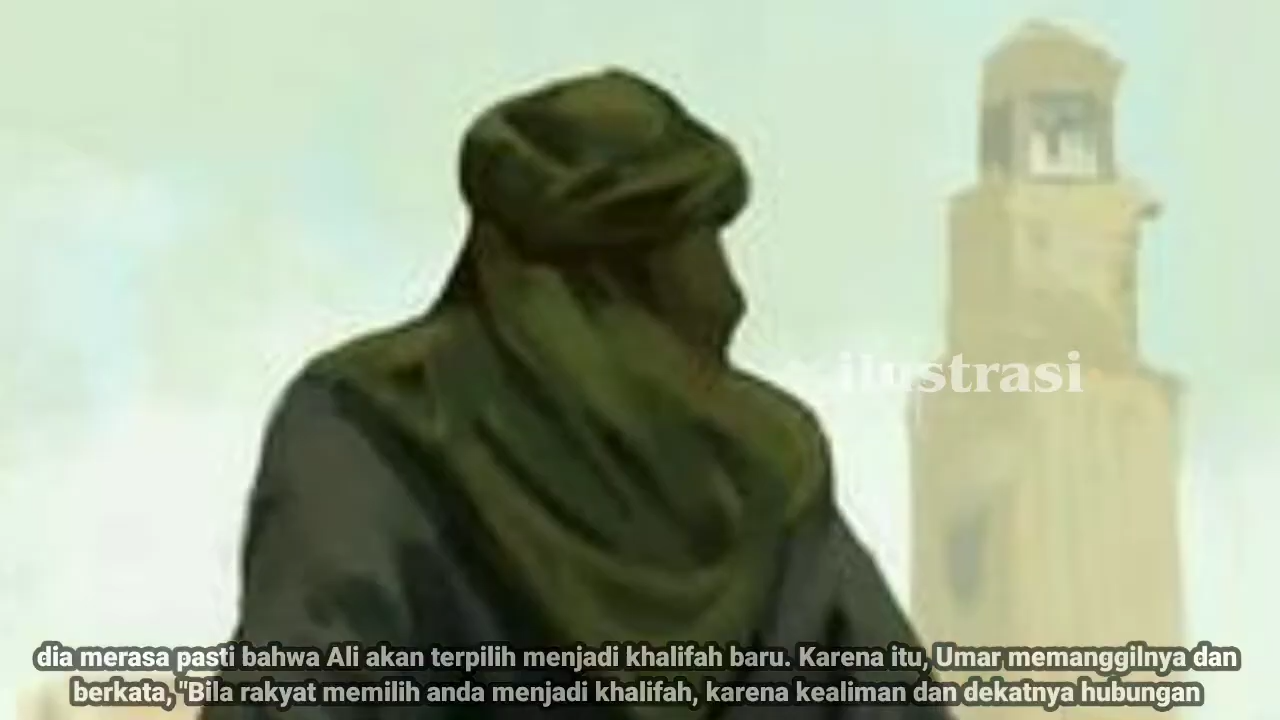 ilustrasi
dia merasa pasti bahwa Ali akan terpilih menjadi khalifah baru. Karena itu, Umar memanggilnya dan
berkata, "Bila rakyat memilih anda menjadi khalifah, karena kealiman dan dekatnya hubungan